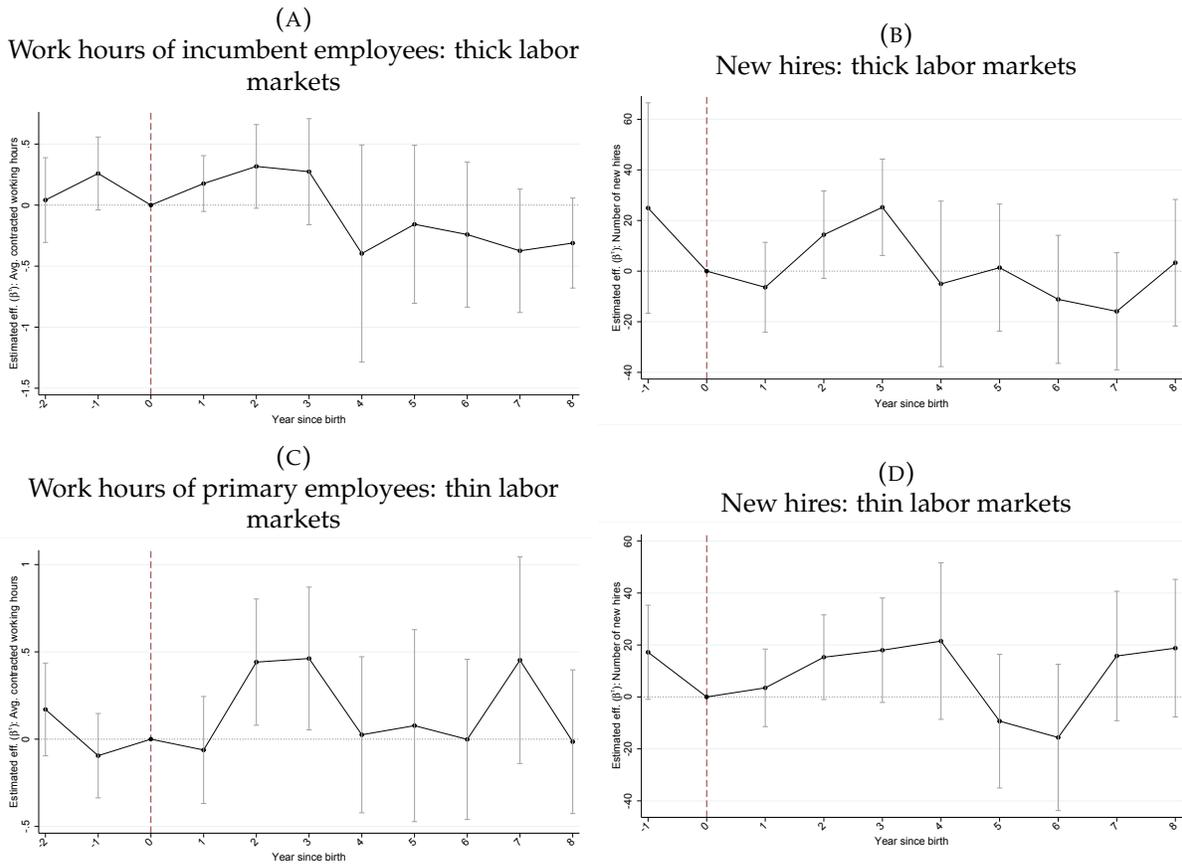 (A)
Work hours of incumbent employees: thick labor
markets
Estimated eff. (βᵗ): Avg. contracted working hours
.5
0
-.5
-1
-1.5
-2 -1 0 1 2 3 4 5 6 7 8
Year since birth
(B)
New hires: thick labor markets
Estimated eff. (βᵗ): Number of new hires
60
40
20
0
-20
-40
-1 0 1 2 3 4 5 6 7 8
Year since birth
(C)
Work hours of primary employees: thin labor
markets
Estimated eff. (βᵗ): Avg. contracted working hours
1
.5
0
-.5
-2 -1 0 1 2 3 4 5 6 7 8
Year since birth
(D)
New hires: thin labor markets
Estimated eff. (βᵗ): Number of new hires
60
40
20
0
-20
-40
-1 0 1 2 3 4 5 6 7 8
Year since birth